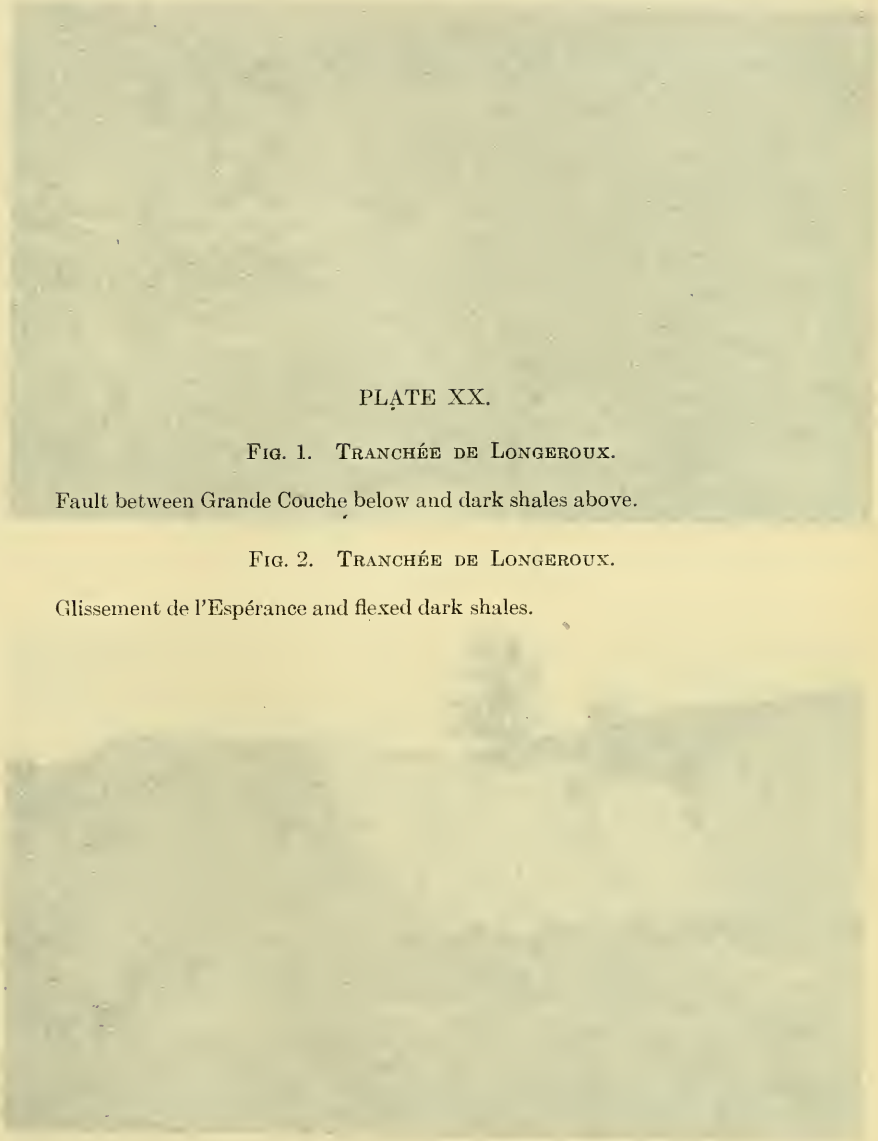 PLATE XX.
Fig. 1. Tranchée de Longeroux.
Fault between Grande Couche below and dark shales above.
Fig. 2. Tranchée de Longeroux.
Glissement de l'Espérance and flexed dark shales.